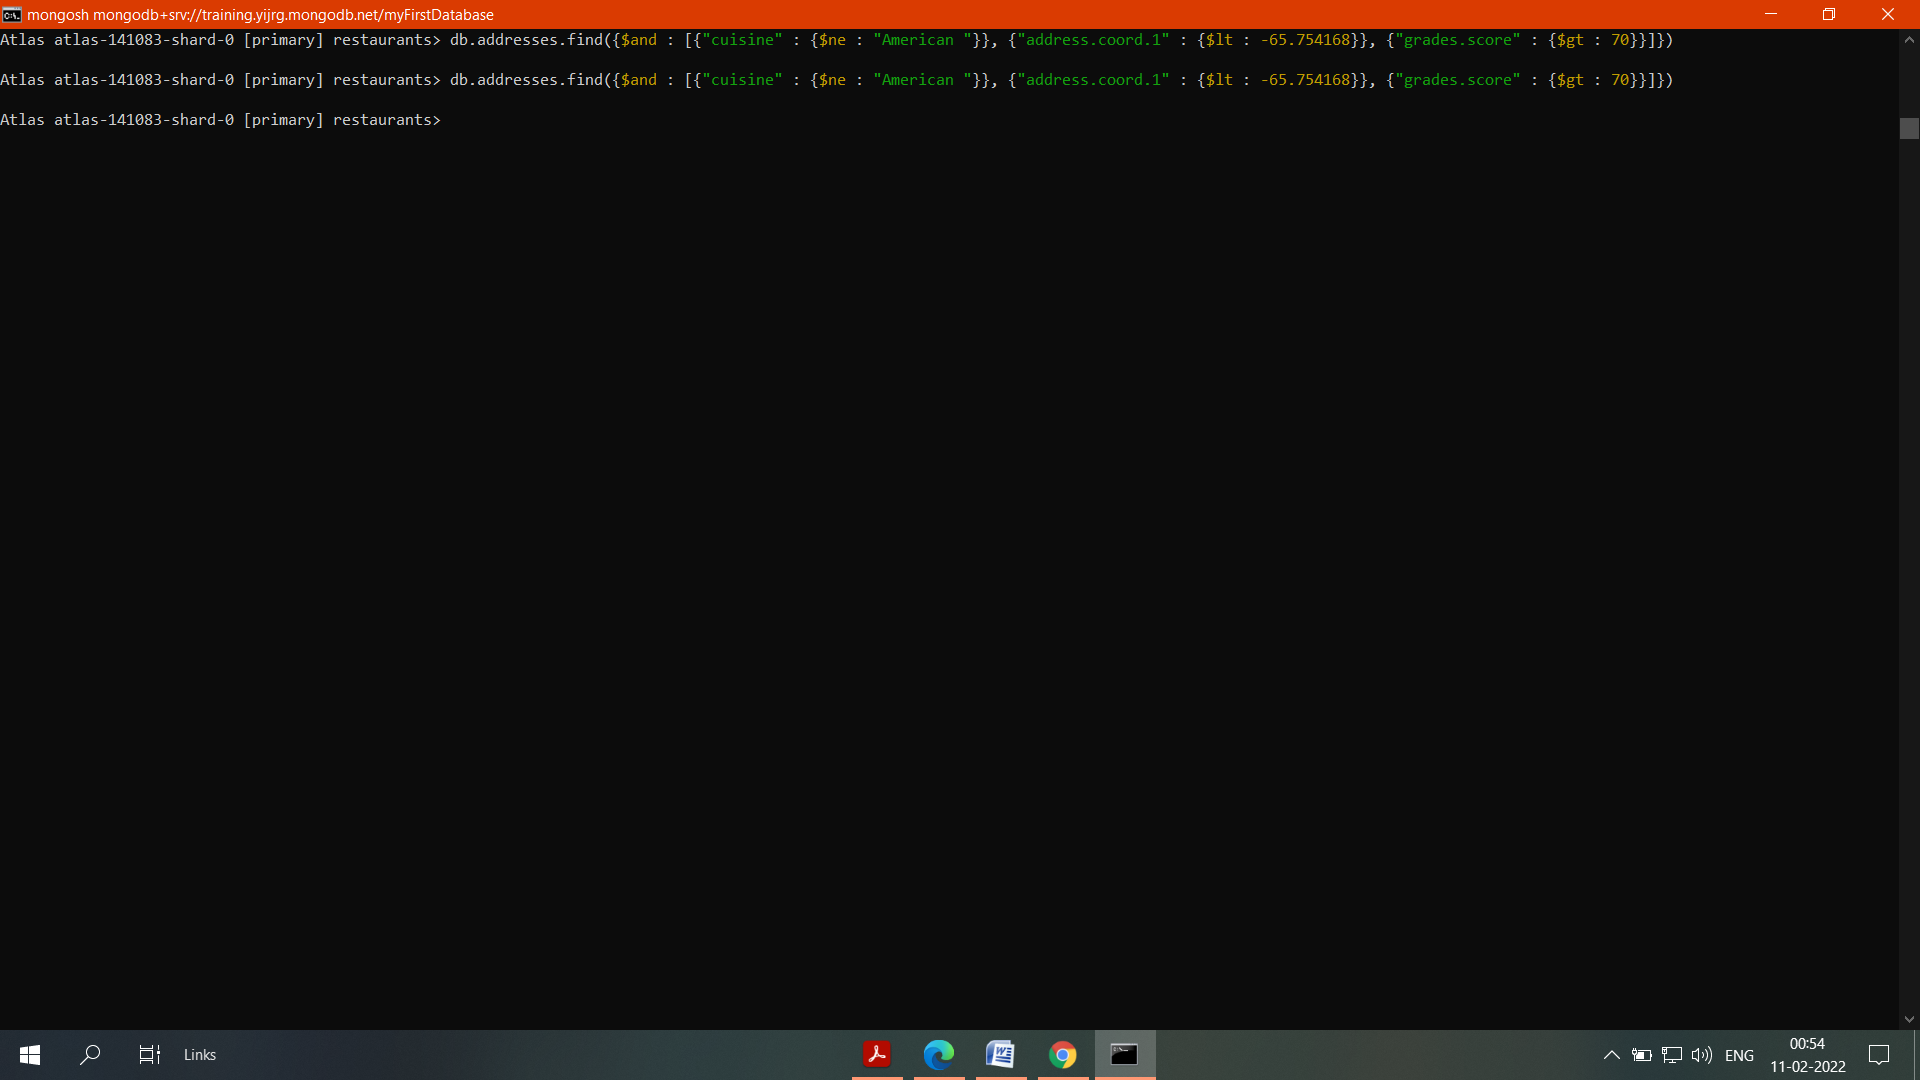 mongosh mongodb+srv://training.yijrg.mongodb.net/myFirstDatabase
Atlas atlas-141083-shard-0 [primary] restaurants> db.addresses.find({$and : [{"cuisine" : {$ne : "American "}}, {"address.coord.1" : {$lt : -65.754168}}, {"grades.score" : {$gt : 70}}]})
Atlas atlas-141083-shard-0 [primary] restaurants> db.addresses.find({$and : [{"cuisine" : {$ne : "American "}}, {"address.coord.1" : {$lt : -65.754168}}, {"grades.score" : {$gt : 70}}]})
Atlas atlas-141083-shard-0 [primary] restaurants>
Links
ENG
00:54
11-02-2022